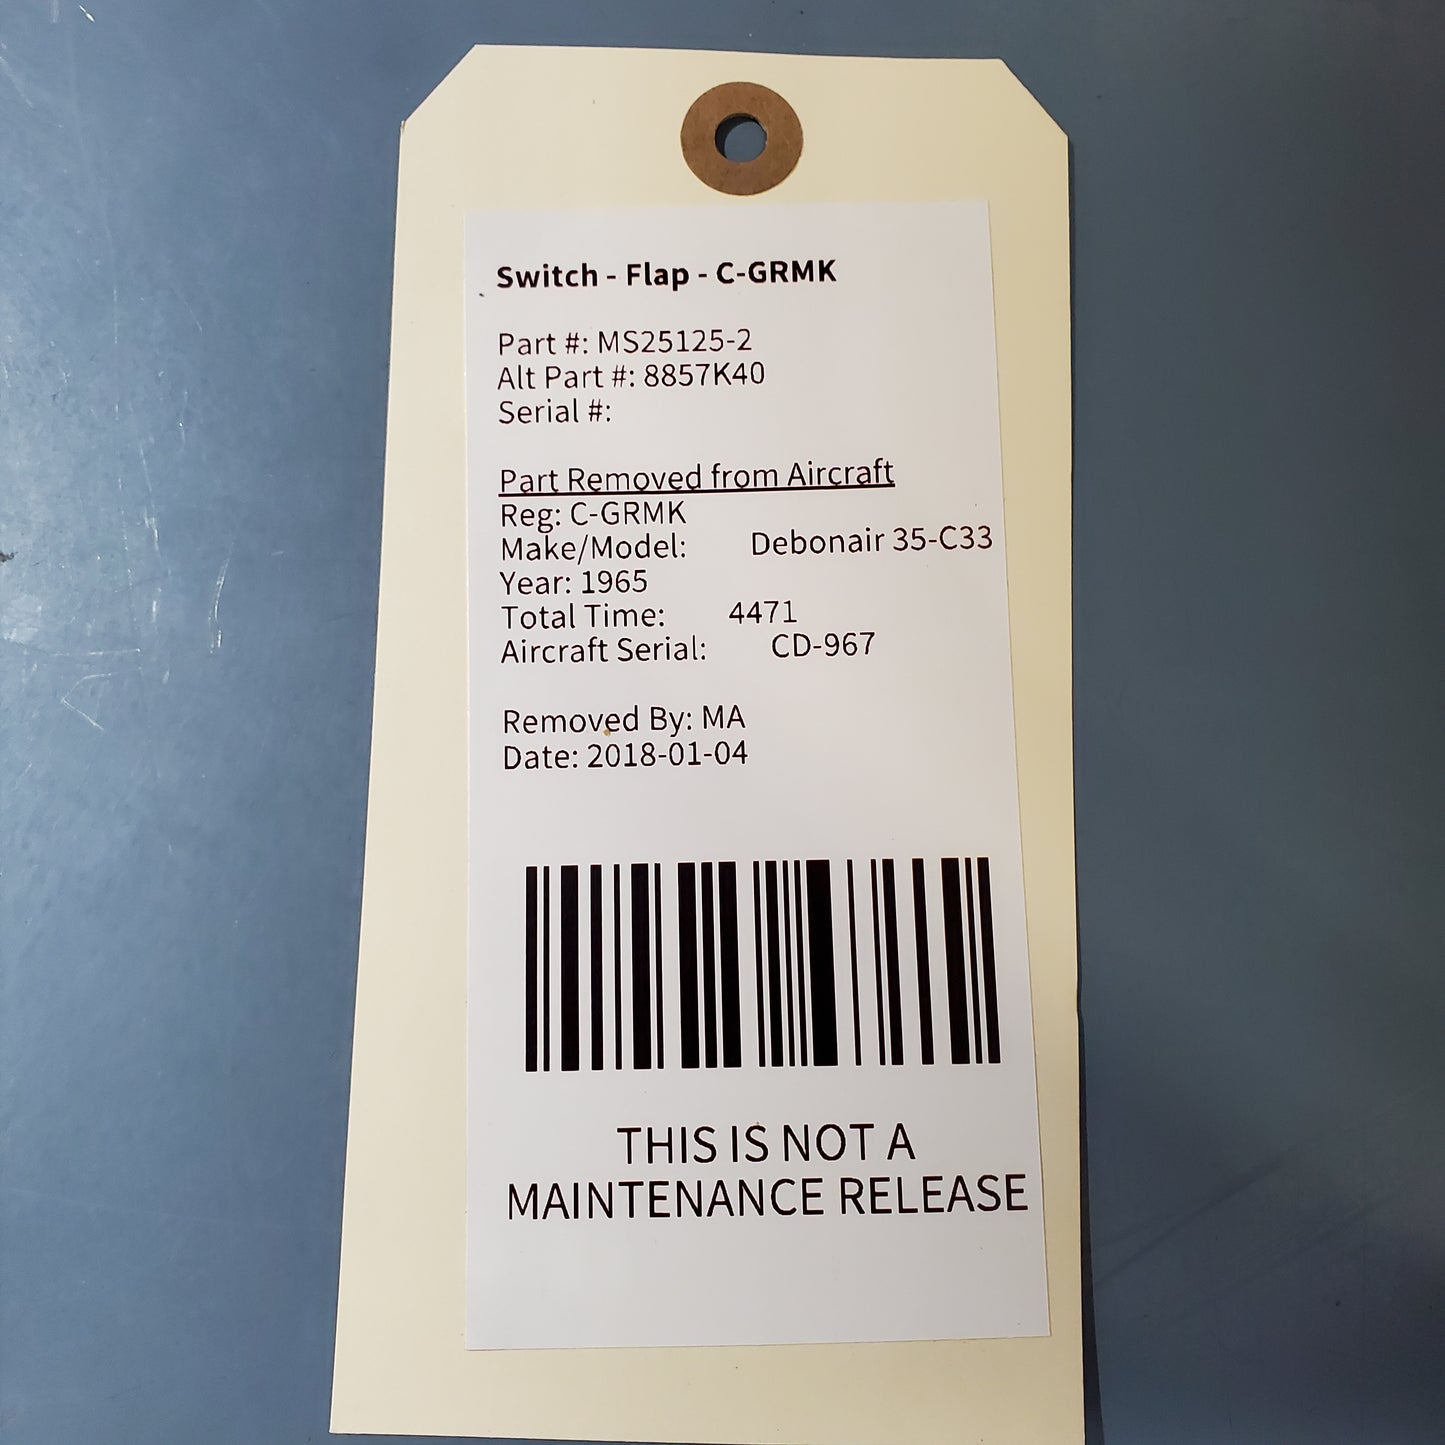 Switch - Flap - C-GRMK
Part #: MS25125-2
Alt Part #: 8857K40
Serial #:
Part Removed from Aircraft
Reg: C-GRMK
Make/Model: Debonair 35-C33
Year: 1965
Total Time: 4471
Aircraft Serial: CD-967
Removed By: MA
Date: 2018-01-04
THIS IS NOT A
MAINTENANCE RELEASE